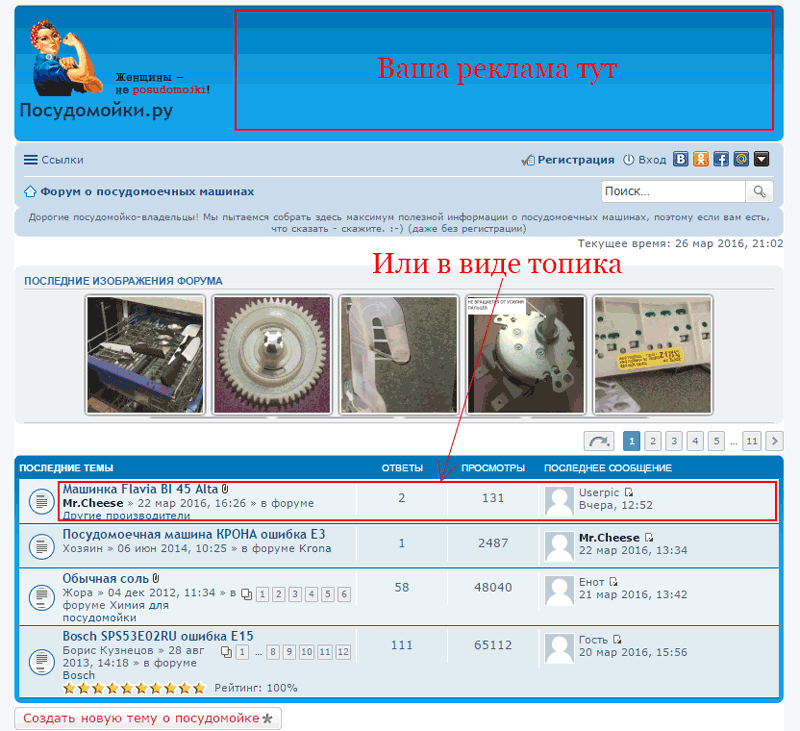 Ваша реклама тут
Женщины –
не posudomoiki!
Посудомойки.ру
Ссылки
Регистрация Вход
Форум о посудомоечных машинах
Поиск…
Дорогие посудомойко-владельцы! Мы пытаемся собрать здесь максимум полезной информации о посудомоечных машинах, поэтому если вам есть,
что сказать - скажите. :-) (даже без регистрации)
Текущее время: 26 мар 2016, 21:02
Или в виде топика
ПОСЛЕДНИЕ ИЗОБРАЖЕНИЯ ФОРУМА
НЕ ВРАЩАЕТСЯ ОТ УСИЛИЯ
ПАЛЬЦЕВ
1 2 3 4 5 ... 11
ПОСЛЕДНИЕ ТЕМЫ ОТВЕТЫ ПРОСМОТРЫ ПОСЛЕДНЕЕ СООБЩЕНИЕ
Машинка Flavia BI 45 Alta
Mr.Cheese » 22 мар 2016, 16:26 » в форуме
Другие производители
2
131
Userpic
Вчера, 12:52
Посудомоечная машина КРОНА ошибка E3
Хозяин » 06 июн 2014, 10:25 » в форуме Krona
1
2487
Mr.Cheese
22 мар 2016, 13:34
Обычная соль
Жора » 04 дек 2012, 11:34 » в
форуме Химия для
посудомойки
1 2 3 4 5 6
58
48040
Енот
21 мар 2016, 13:42
Bosch SPS53E02RU ошибка E15
Борис Кузнецов » 28 авг
2013, 14:18 » в форуме
Bosch
1 ... 8 9 10 11 12
Рейтинг: 100%
111
65112
Гость
20 мар 2016, 15:56
Создать новую тему о посудомойке*